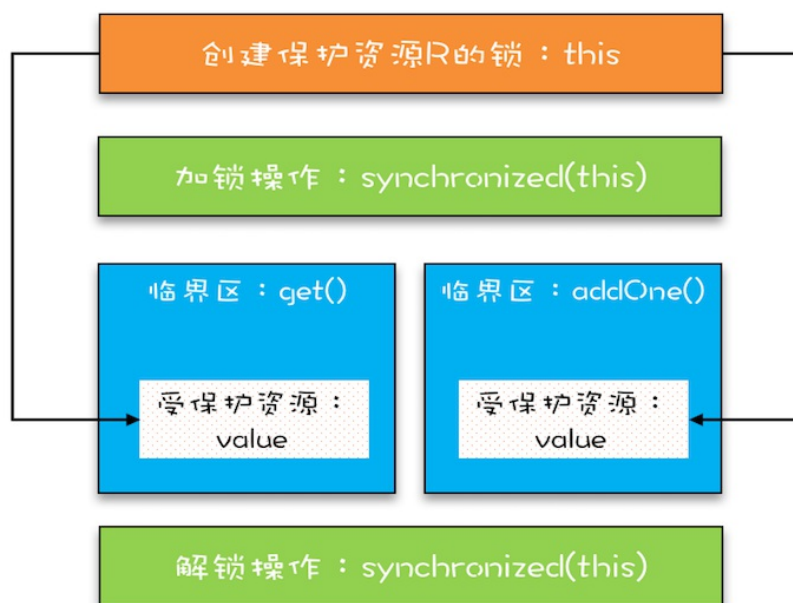 创建保护资源R的锁：this
加锁操作：synchronized(this)
临界区：get()
临界区：addOne()
受保护资源：
value
受保护资源：
value
解锁操作：synchronized(this)